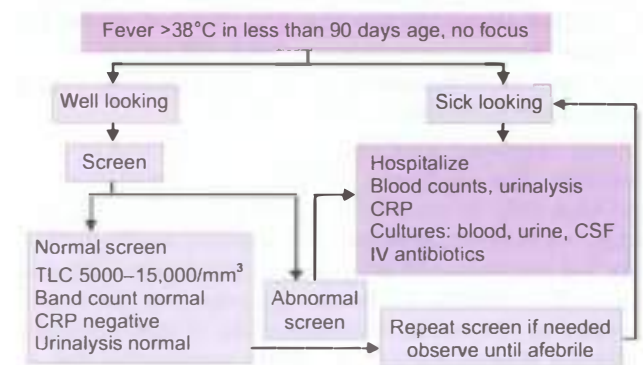 Fever >38°C in less than 90 days age, no focus
Well looking
Sick looking
Screen
Hospitalize
Blood counts, urinalysis
CRP
Cultures: blood, urine, CSF
IV antibiotics
Normal screen
TLC 5000–15,000/mm³
Band count normal
CRP negative
Urinalysis normal
Abnormal
screen
Repeat screen if needed
observe until afebrile